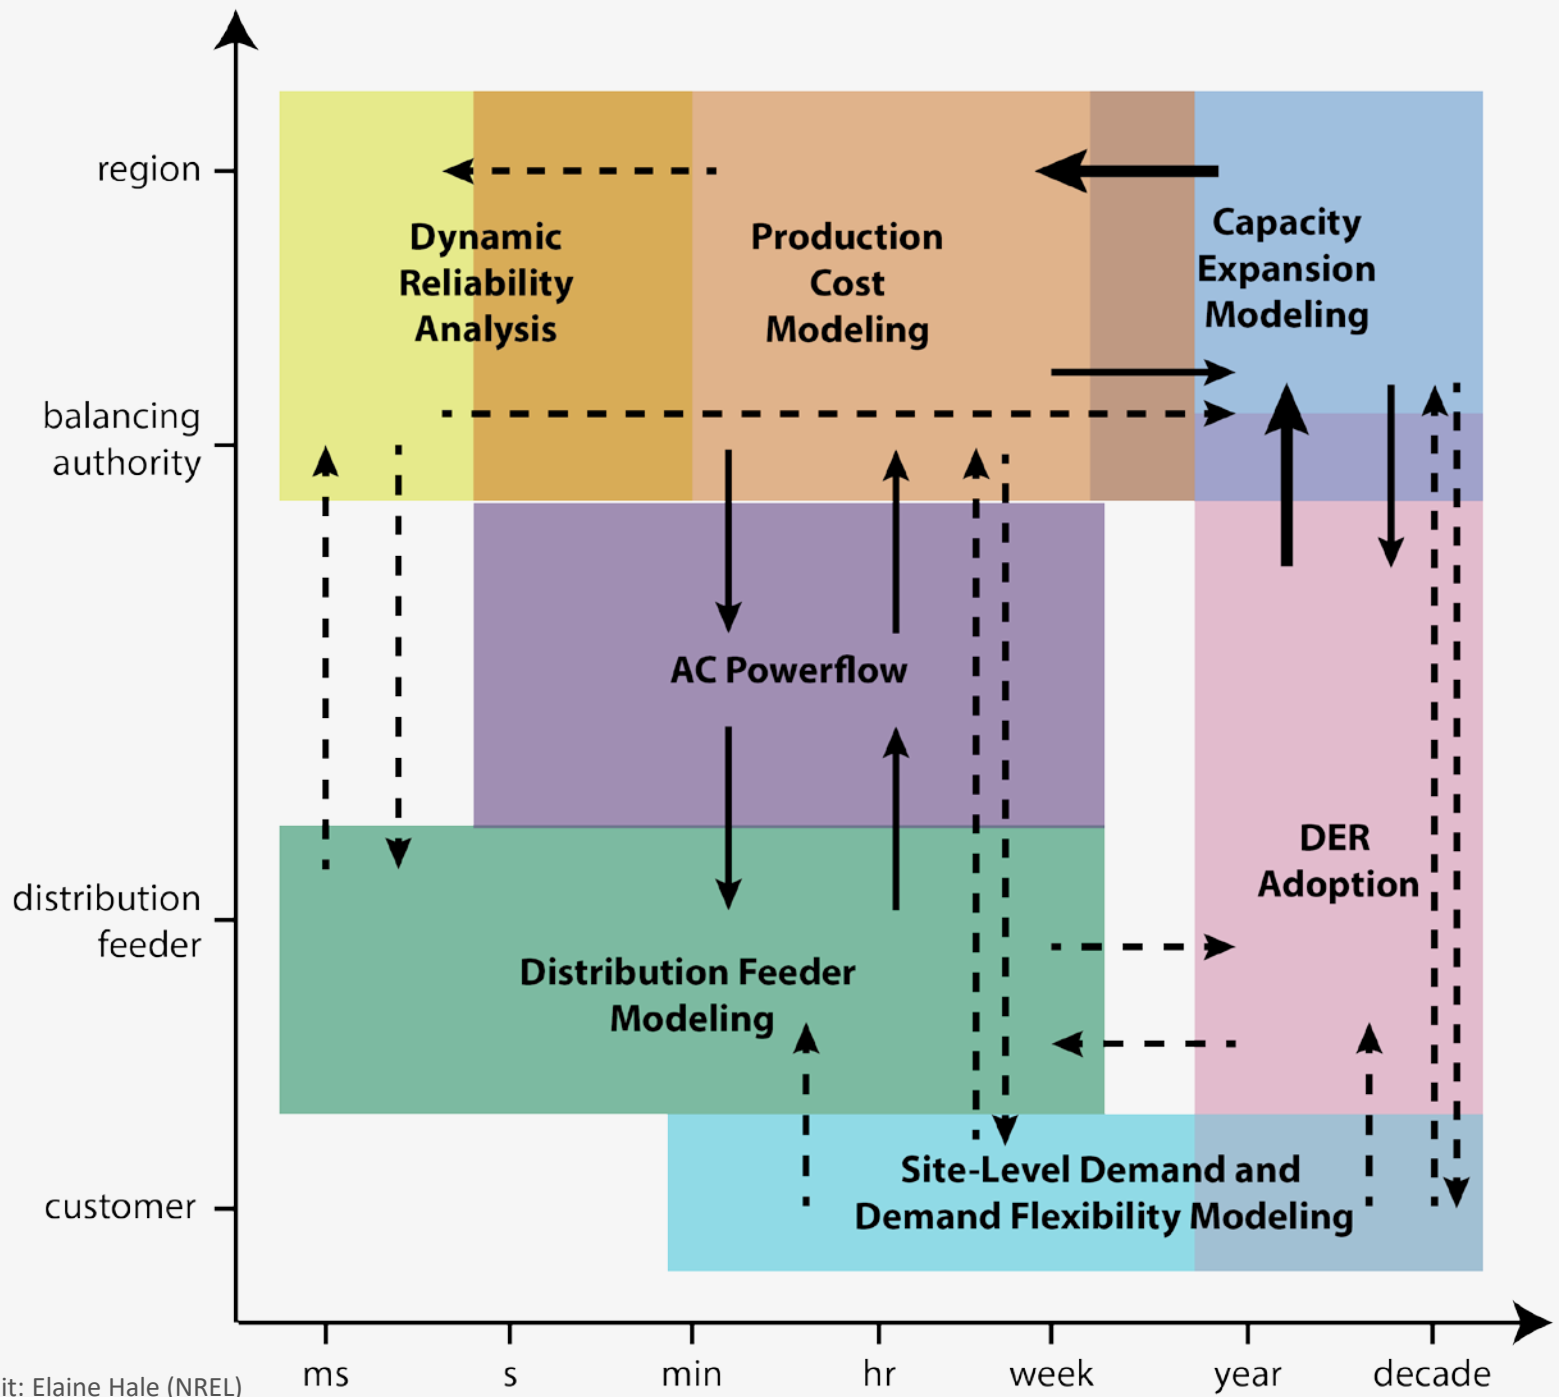 region
Dynamic
Reliability
Analysis
Production
Cost
Modeling
Capacity
Expansion
Modeling
balancing
authority
AC Powerflow
DER
Adoption
distribution
feeder
Distribution Feeder
Modeling
Site-Level Demand and
Demand Flexibility Modeling
customer
ms
s
min
hr
week
year
decade
it: Elaine Hale (NREL)